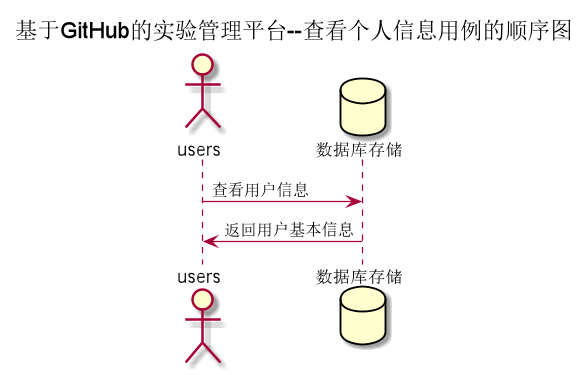 基于GitHub的实验管理平台--查看个人信息用例的顺序图
users
数据库存储
查看用户信息
返回用户基本信息
users
数据库存储